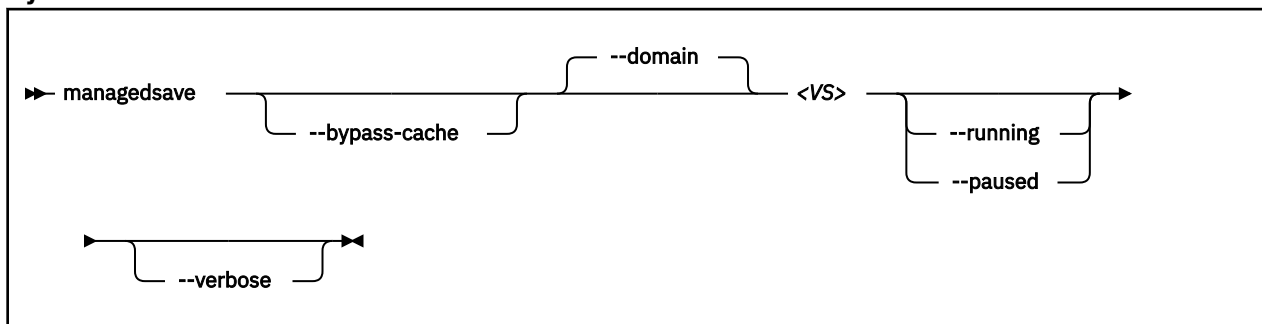 --domain
managedsave <VS>
--bypass-cache --running
--paused
--verbose